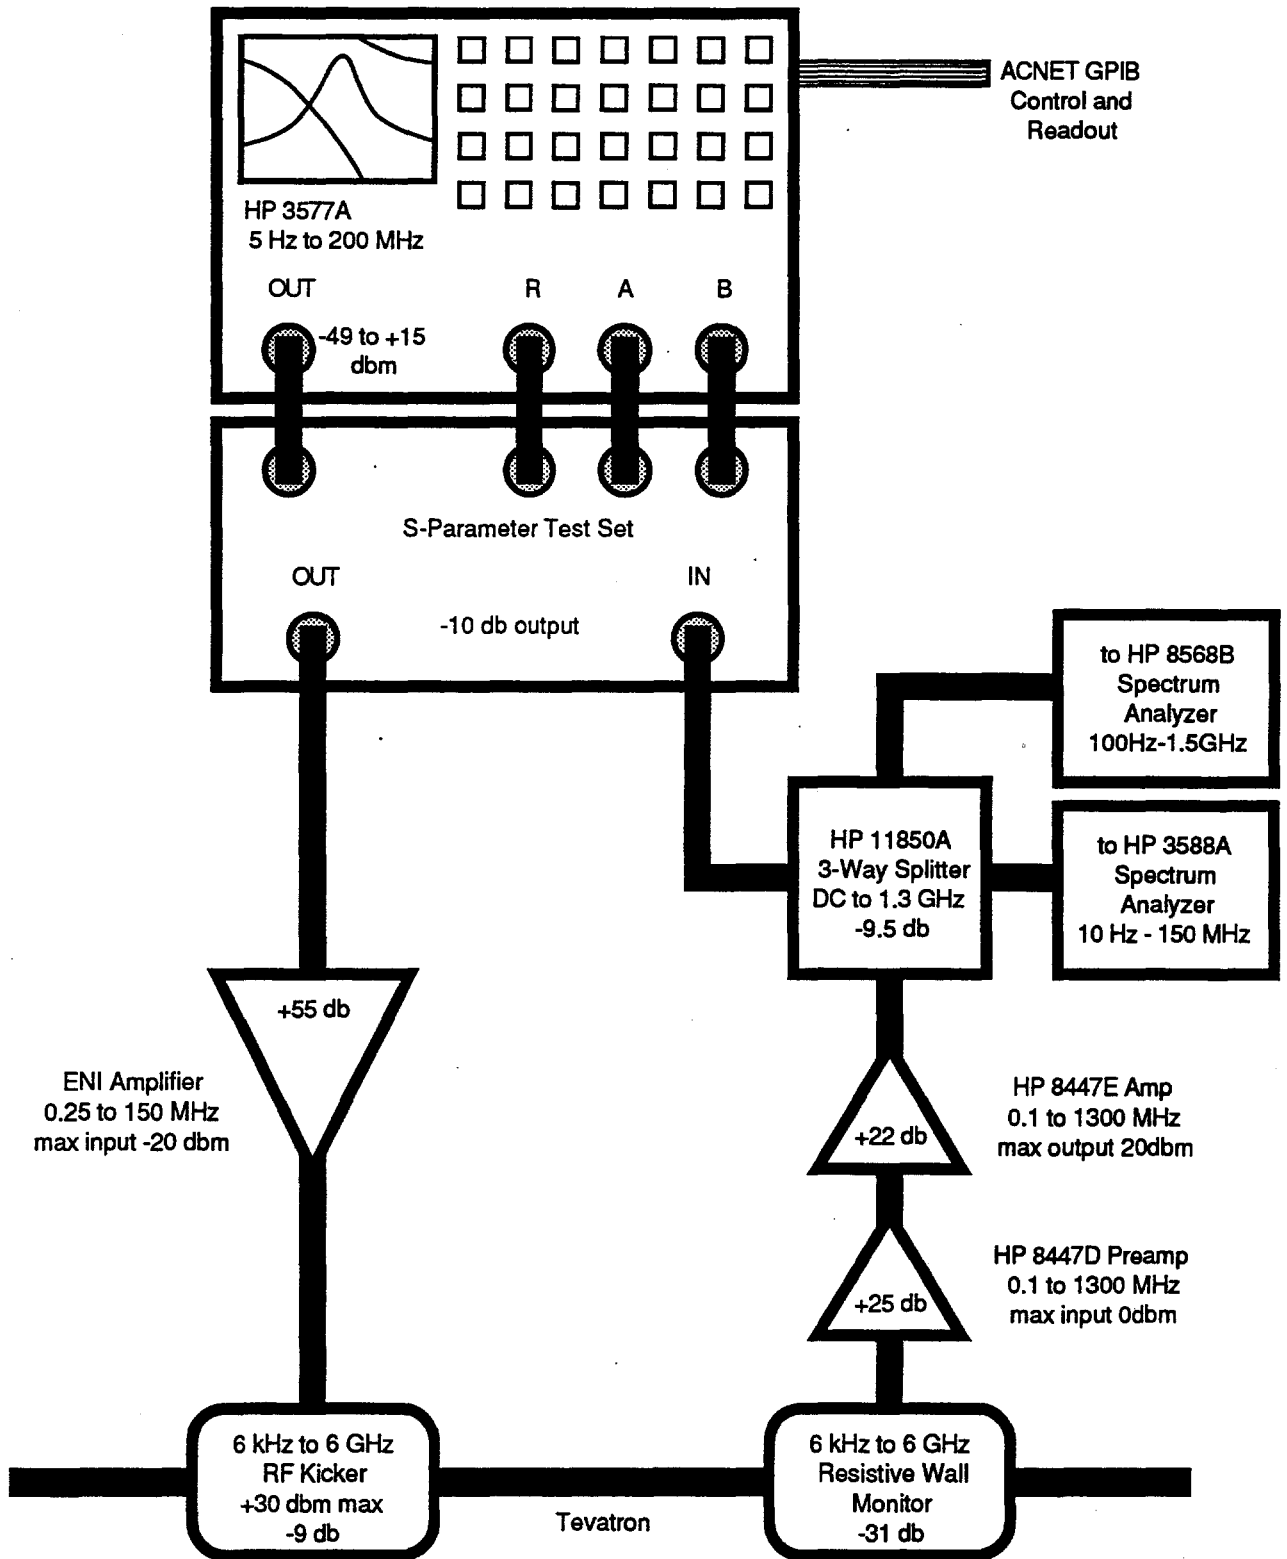 ACNET GPIB
Control and
Readout
HP 3577A
5 Hz to 200 MHz
OUT
R
A
B
-49 to +15
dbm
S-Parameter Test Set
OUT
IN
-10 db output
to HP 8568B
Spectrum
Analyzer
100Hz-1.5GHz
HP 11850A
3-Way Splitter
DC to 1.3 GHz
-9.5 db
to HP 3588A
Spectrum
Analyzer
10 Hz - 150 MHz
+55 db
ENI Amplifier
0.25 to 150 MHz
max input -20 dbm
+22 db
HP 8447E Amp
0.1 to 1300 MHz
max output 20dbm
+25 db
HP 8447D Preamp
0.1 to 1300 MHz
max input 0dbm
6 kHz to 6 GHz
RF Kicker
+30 dbm max
-9 db
Tevatron
6 kHz to 6 GHz
Resistive Wall
Monitor
-31 db